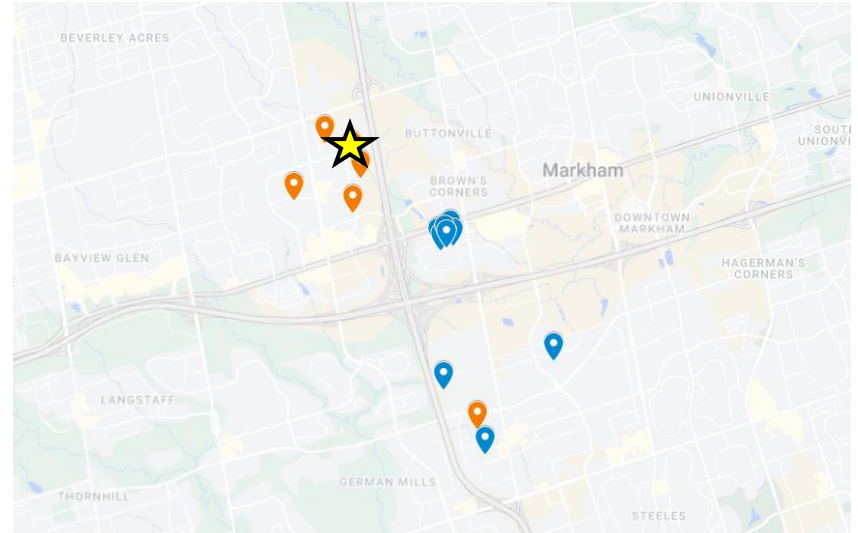 BEVERLEY ACRES
UNIONVILLE
BUTTONVILLE
SOUTH
UNIONVI
Markham
BROWN'S
CORNERS
DOWNTOWN
MARKHAM
BAYVIEW GLEN
HAGERMAN'S
CORNERS
LANGSTAFF
GERMAN MILLS
THORNHILL
STEELES